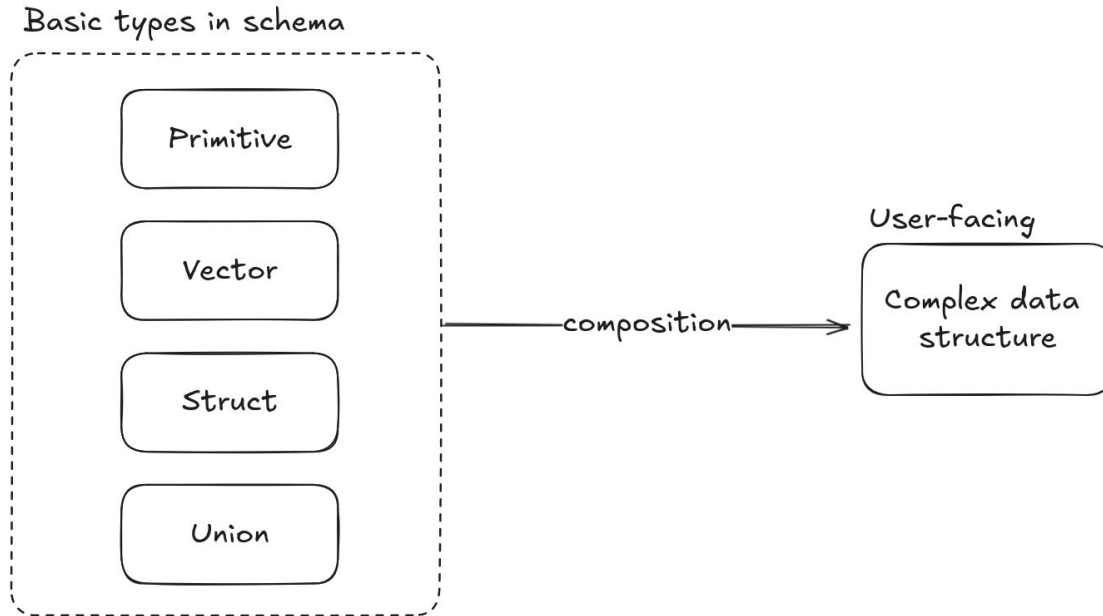 Basic types in schema
Primitive
Vector
Struct
Union
composition
User-facing
Complex data
structure